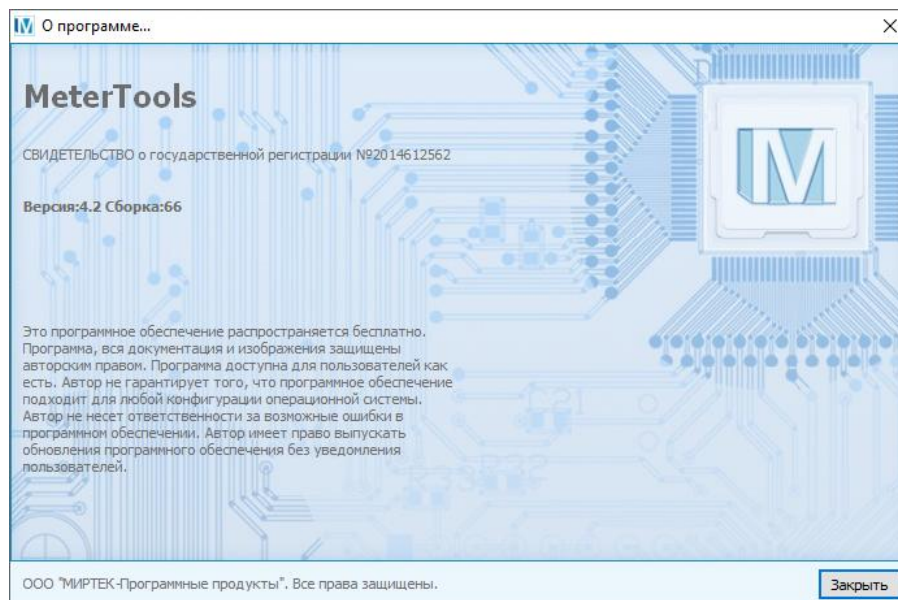 О программе...
MeterTools
СВИДЕТЕЛЬСТВО о государственной регистрации №2014612562
Версия:4.2 Сборка:66
Это программное обеспечение распространяется бесплатно.
Программа, вся документация и изображения защищены
авторским правом. Программа доступна для пользователей как
есть. Автор не гарантирует того, что программное обеспечение
подходит для любой конфигурации операционной системы.
Автор не несет ответственности за возможные ошибки в
программном обеспечении. Автор имеет право выпускать
обновления программного обеспечения без уведомления
пользователей.
ООО "МИРТЕК-Программные продукты". Все права защищены.
Закрыть